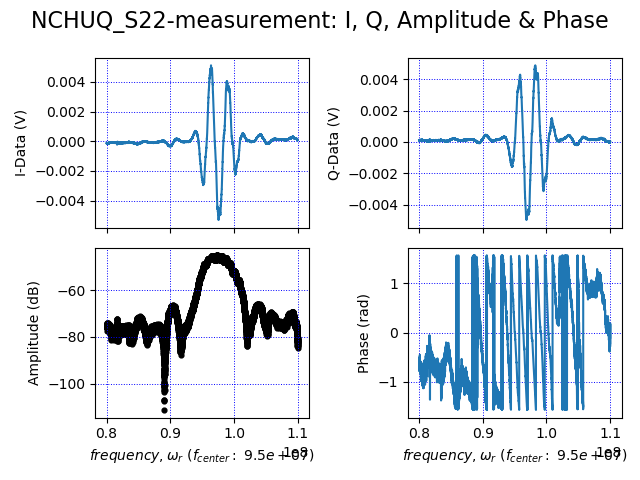 NCHUQ_S22-measurement: I, Q, Amplitude & Phase
I-Data (V)
0.004
0.002
0.000
−0.002
−0.004
Q-Data (V)
0.004
0.002
0.000
−0.002
−0.004
Amplitude (dB)
−60
−80
−100
0.8 0.9 1.0 1.1
1e8
frequency, ωr (fcenter: 9.5e+07)
Phase (rad)
1
0
−1
0.8 0.9 1.0 1.1
1e8
frequency, ωr (fcenter: 9.5e+07)